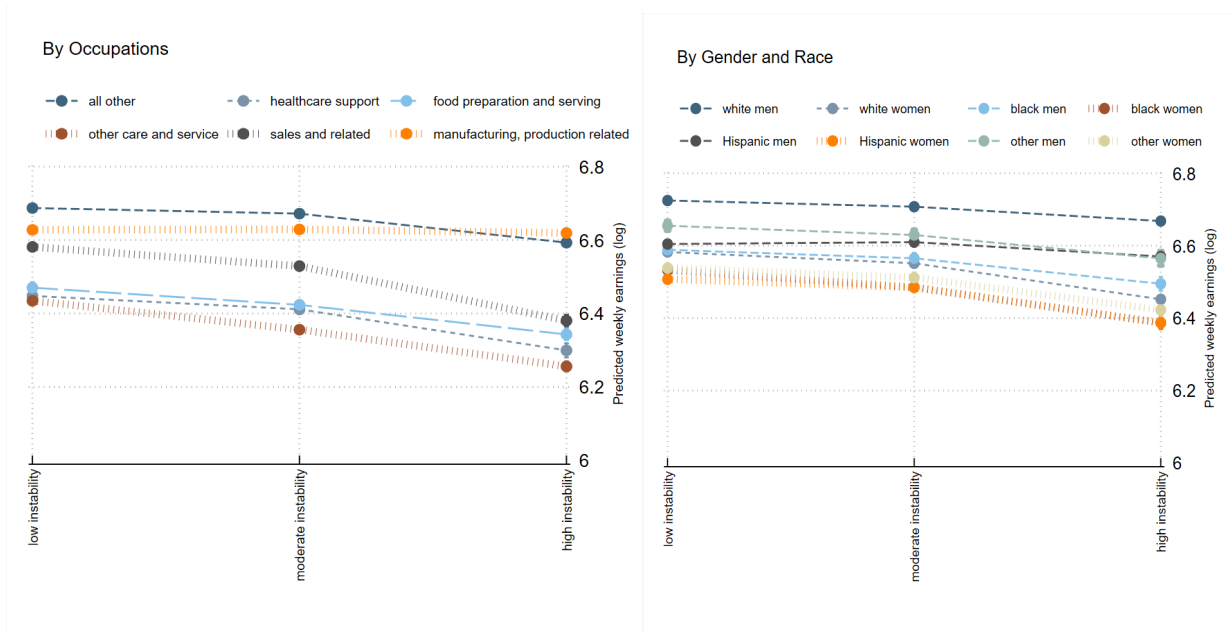 By Occupations
all other
healthcare support
food preparation and serving
other care and service
sales and related
manufacturing, production related
6.8
6.6
6.4
6.2
6
Predicted weekly earnings (log)
low instability
moderate instability
high instability
By Gender and Race
white men
white women
black men
black women
Hispanic men
Hispanic women
other men
other women
6.8
6.6
6.4
6.2
6
Predicted weekly earnings (log)
low instability
moderate instability
high instability